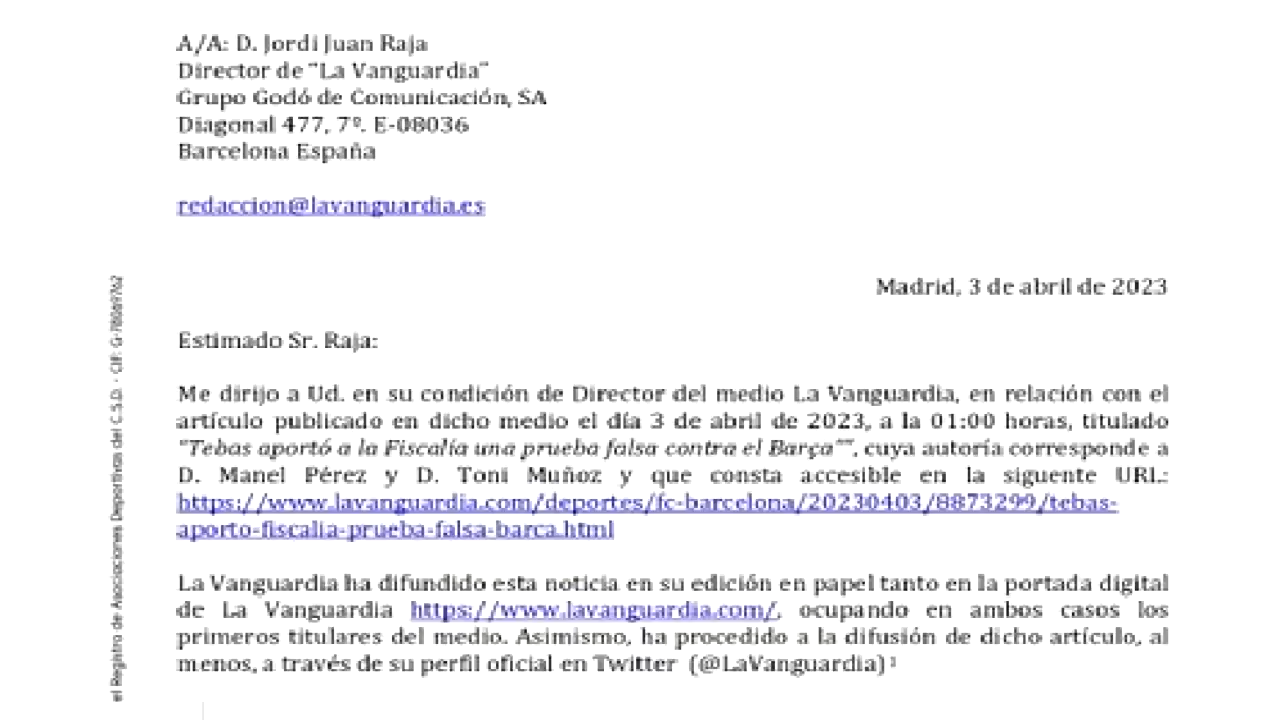 A/A: D. Jordi Juan Raja
Director de "La Vanguardia"
Grupo Godó de Comunicación, SA
Diagonal 477, 7º. E-08036
Barcelona España
redaccion@lavanguardia.es
Madrid, 3 de abril de 2023
Estimado Sr. Raja:
Me dirijo a Ud. en su condición de Director del medio La Vanguardia, en relación con el
artículo publicado en dicho medio el día 3 de abril de 2023, a la 01:00 horas, titulado
"Tebas aportó a la Fiscalía una prueba falsa contra el Barça"", cuya autoría corresponde a
D. Manel Pérez y D. Toni Muñoz y que consta accesible en la siguente URL:
https://www.lavanguardia.com/deportes/fc-barcelona/20230403/8873299/tebas-
aporto-fiscalia-prueba-falsa-barca.html
La Vanguardia ha difundido esta noticia en su edición en papel tanto en la portada digital
de La Vanguardia https://www.lavanguardia.com/, ocupando en ambos casos los
primeros titulares del medio. Asimismo, ha procedido a la difusión de dicho artículo, al
menos, a través de su perfil oficial en Twitter (@LaVanguardia) ¹
el Registro de Asociaciones Deportivas del C.S.D. - CIF: